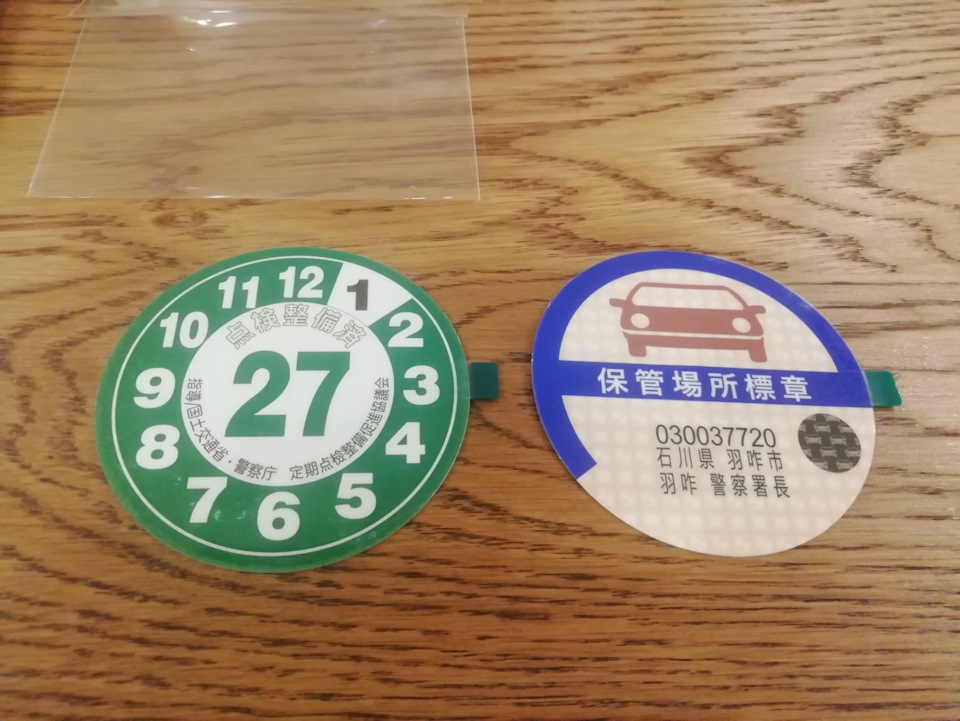 11 12 1 2 3 4 5 6 7 8 9 10
点検整備済
27
国土交通省・警察庁 定期点検整備促進協議会
保管場所標章
030037720
石川県 羽咋市
羽咋 警察署長